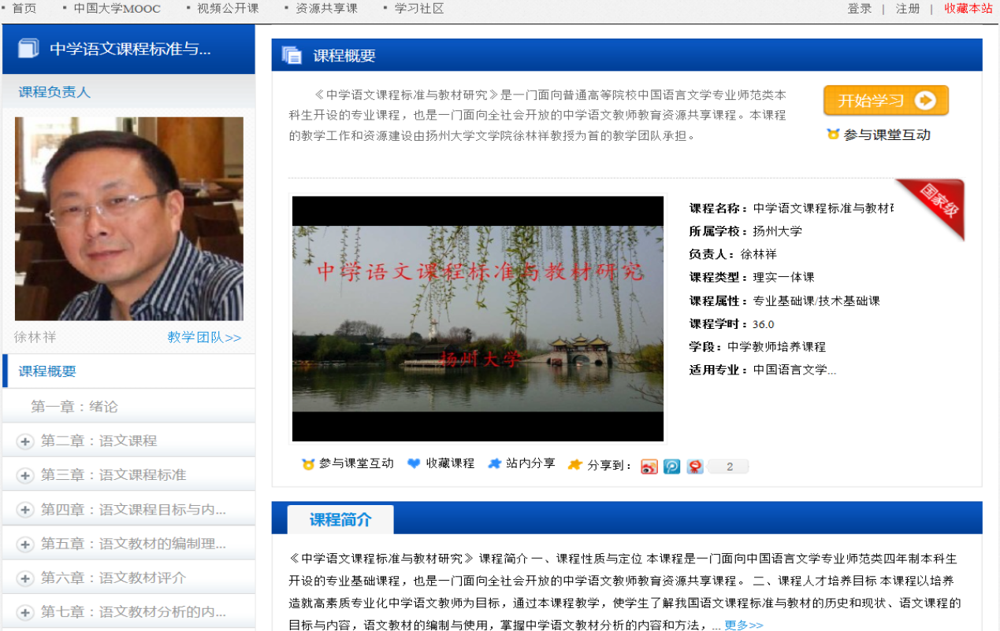 首页 中国大学MOOC 视频公开课 资源共享课 学习社区 登录 | 注册 | 收藏本站
中学语文课程标准与...
课程负责人
徐林祥 教学团队>>
课程概要
第一章：绪论
第二章：语文课程
第三章：语文课程标准
第四章：语文课程目标与内...
第五章：语文教材的编制理...
第六章：语文教材评介
第七章：语文教材分析的内...
课程概要
《中学语文课程标准与教材研究》是一门面向普通高等院校中国语言文学专业师范类本
科生开设的专业课程，也是一门面向全社会开放的中学语文教师教育资源共享课程。本课程
的教学工作和资源建设由扬州大学文学院徐林祥教授为首的教学团队承担。
开始学习
参与课堂互动
中学语文课程标准与教材研究
扬州大学
国家级
课程名称：中学语文课程标准与教材
所属学校：扬州大学
负责人：徐林祥
课程类型：理实一体课
课程属性：专业基础课/技术基础课
课程学时：36.0
学段：中学教师培养课程
适用专业：中国语言文学...
参与课堂互动 收藏课程 站内分享 分享到： 2
课程简介
《中学语文课程标准与教材研究》 课程简介 一、课程性质与定位 本课程是一门面向中国语言文学专业师范类四年制本科生
开设的专业基础课程，也是一门面向全社会开放的中学语文教师教育资源共享课程。 二、课程人才培养目标 本课程以培养
造就高素质专业化中学语文教师为目标，通过本课程教学，使学生了解我国语文课程标准与教材的历史和现状、语文课程的
目标与内容，语文教材的编制与使用，掌握中学语文教材分析的内容和方法，... 更多>>